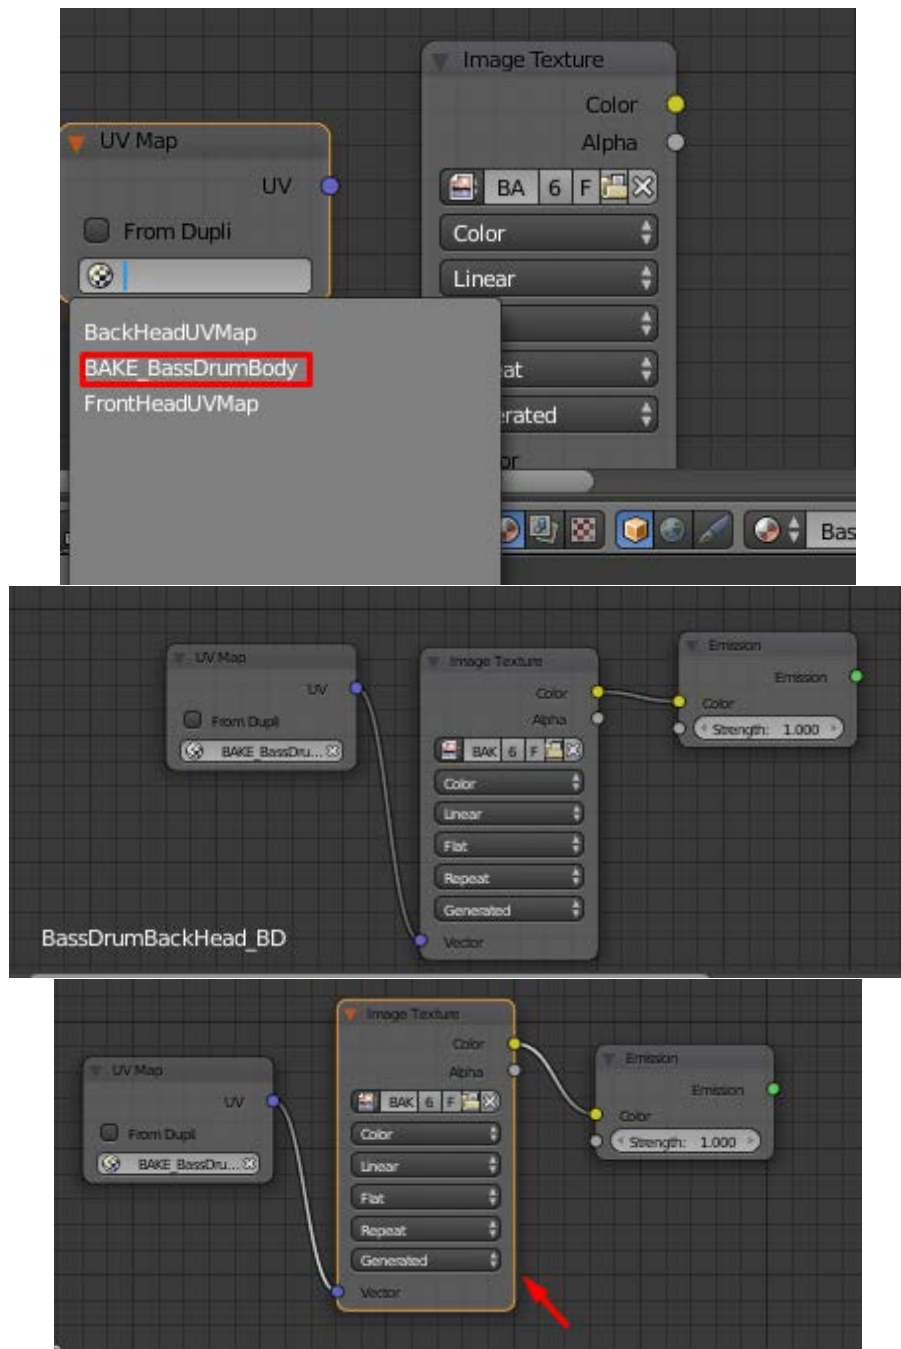 Image Texture
Color
Alpha
UV Map
UV
From Dupli
BA 6 F
Color
Linear
BackHeadUVMap
BAKE_BassDrumBody
FrontHeadUVMap
at
erated
or
Bas
UV Map
UV
From Dupli
BAKE_BassDru...
Image Texture
Color
Alpha
BAK 6 F
Color
Linear
Flat
Repeat
Generated
Vector
Emission
Emission
Color
Strength: 1.000
BassDrumBackHead_BD
UV Map
UV
From Dupli
BAKE_BassDru...
Image Texture
Color
Alpha
BAK 6 F
Color
Linear
Flat
Repeat
Generated
Vector
Emission
Emission
Color
Strength: 1.000